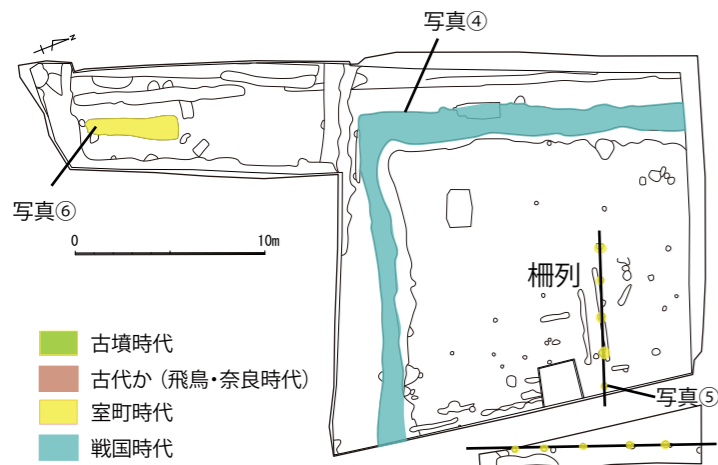 写真④
z
写真⑥
0 10m
柵列
写真⑤
古墳時代
古代か（飛鳥・奈良時代）
室町時代
戦国時代